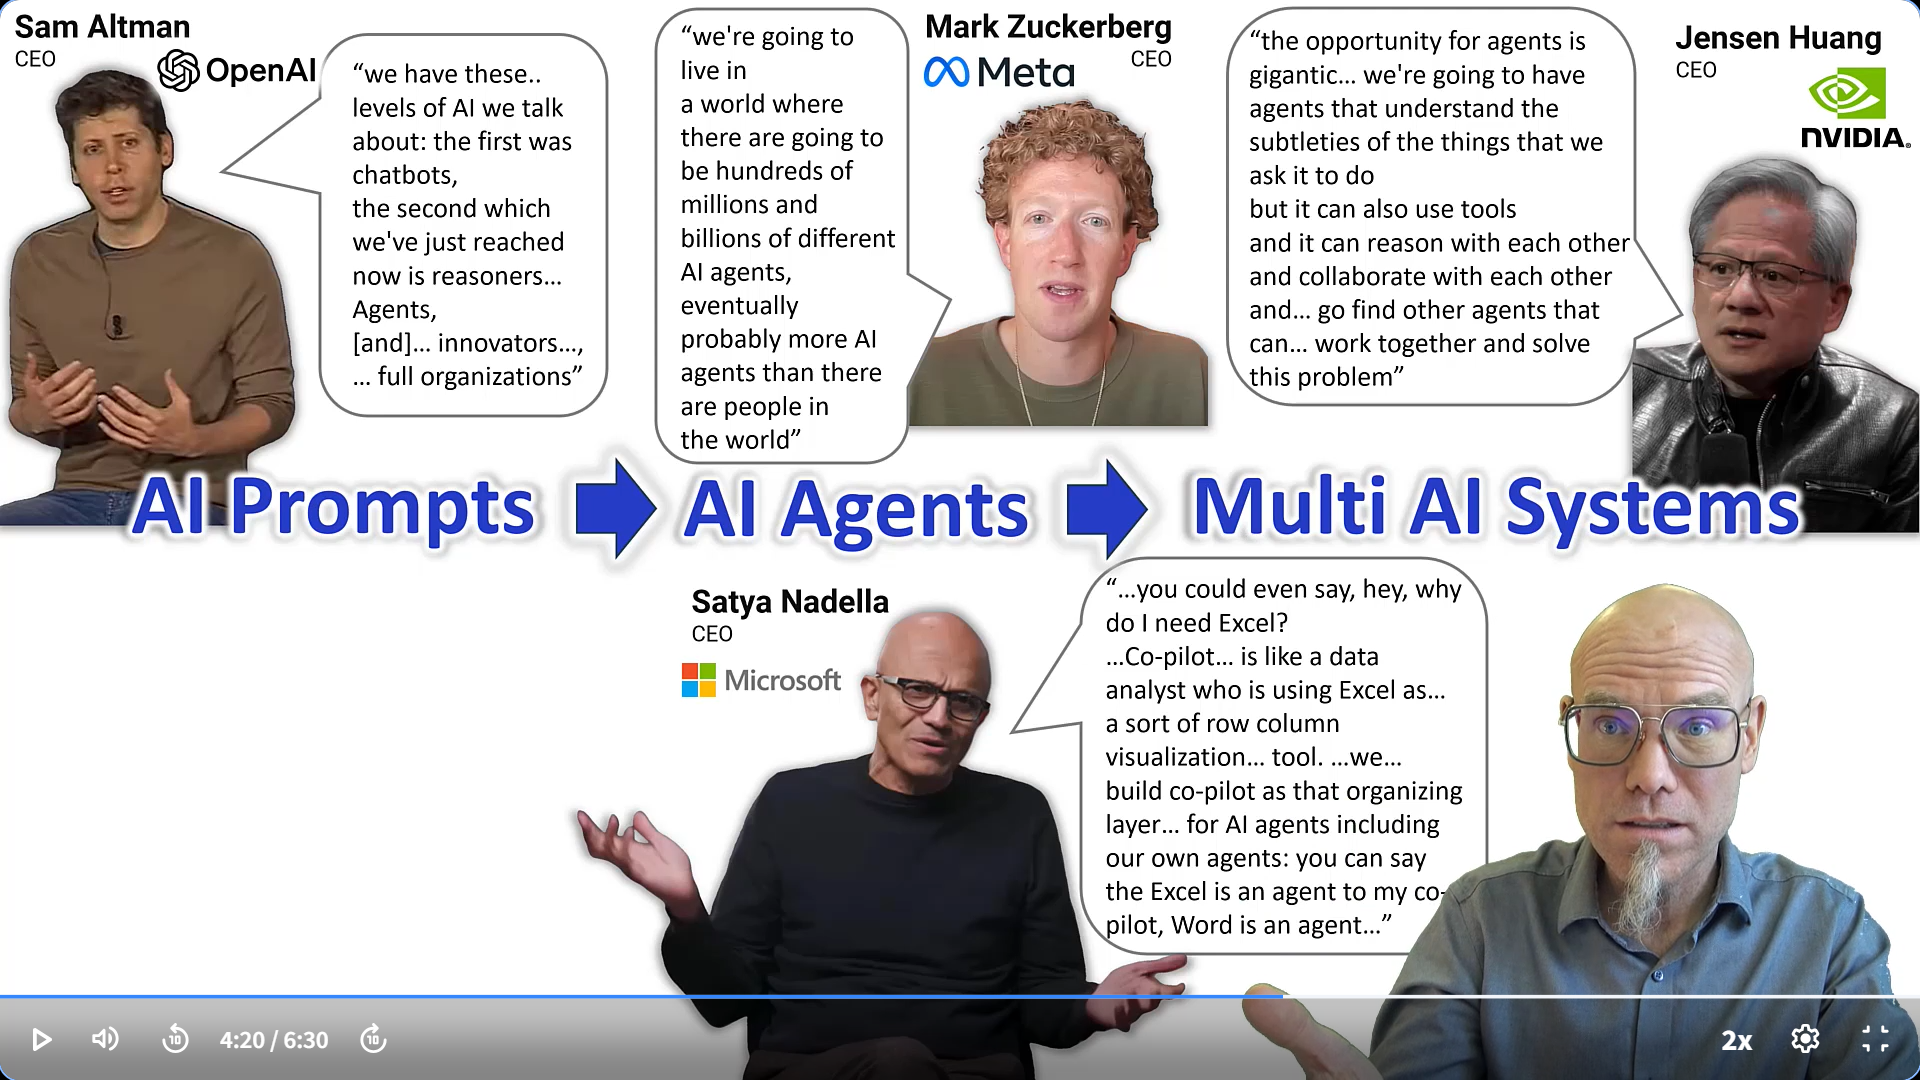 Sam Altman
CEO
OpenAI
“we have these..
levels of AI we talk
about: the first was
chatbots,
the second which
we've just reached
now is reasoners...
Agents,
[and]... innovators...,
... full organizations”
“we're going to
live in
a world where
there are going to
be hundreds of
millions and
billions of different
AI agents,
eventually
probably more AI
agents than there
are people in
the world”
Mark Zuckerberg
CEO
Meta
“the opportunity for agents is
gigantic... we're going to have
agents that understand the
subtleties of the things that we
ask it to do
but it can also use tools
and it can reason with each other
and collaborate with each other
and... go find other agents that
can... work together and solve
this problem”
Jensen Huang
CEO
NVIDIA.
AI Prompts
AI Agents
Multi AI Systems
Satya Nadella
CEO
Microsoft
“...you could even say, hey, why
do I need Excel?
...Co-pilot... is like a data
analyst who is using Excel as...
a sort of row column
visualization... tool. ...we...
build co-pilot as that organizing
layer... for AI agents including
our own agents: you can say
the Excel is an agent to my co-
pilot, Word is an agent...”
10
4:20 / 6:30
10
2x